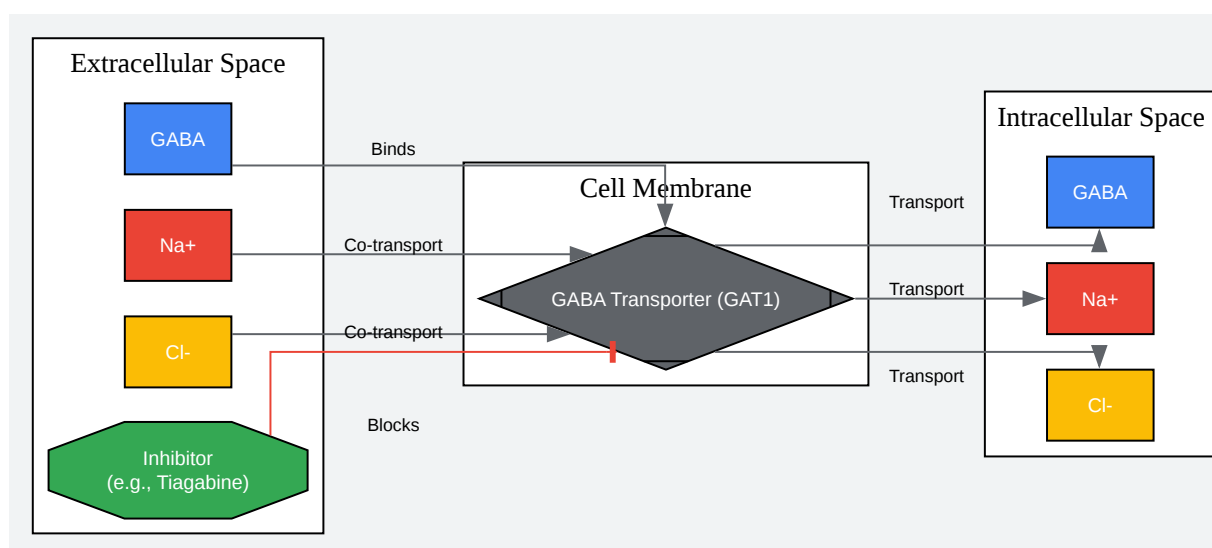 Extracellular Space
GABA
Na+
Cl-
Inhibitor
(e.g., Tiagabine)
Binds
Co-transport
Co-transport
Blocks
Cell Membrane
GABA Transporter (GAT1)
Transport
Transport
Transport
Intracellular Space
GABA
Na+
Cl-